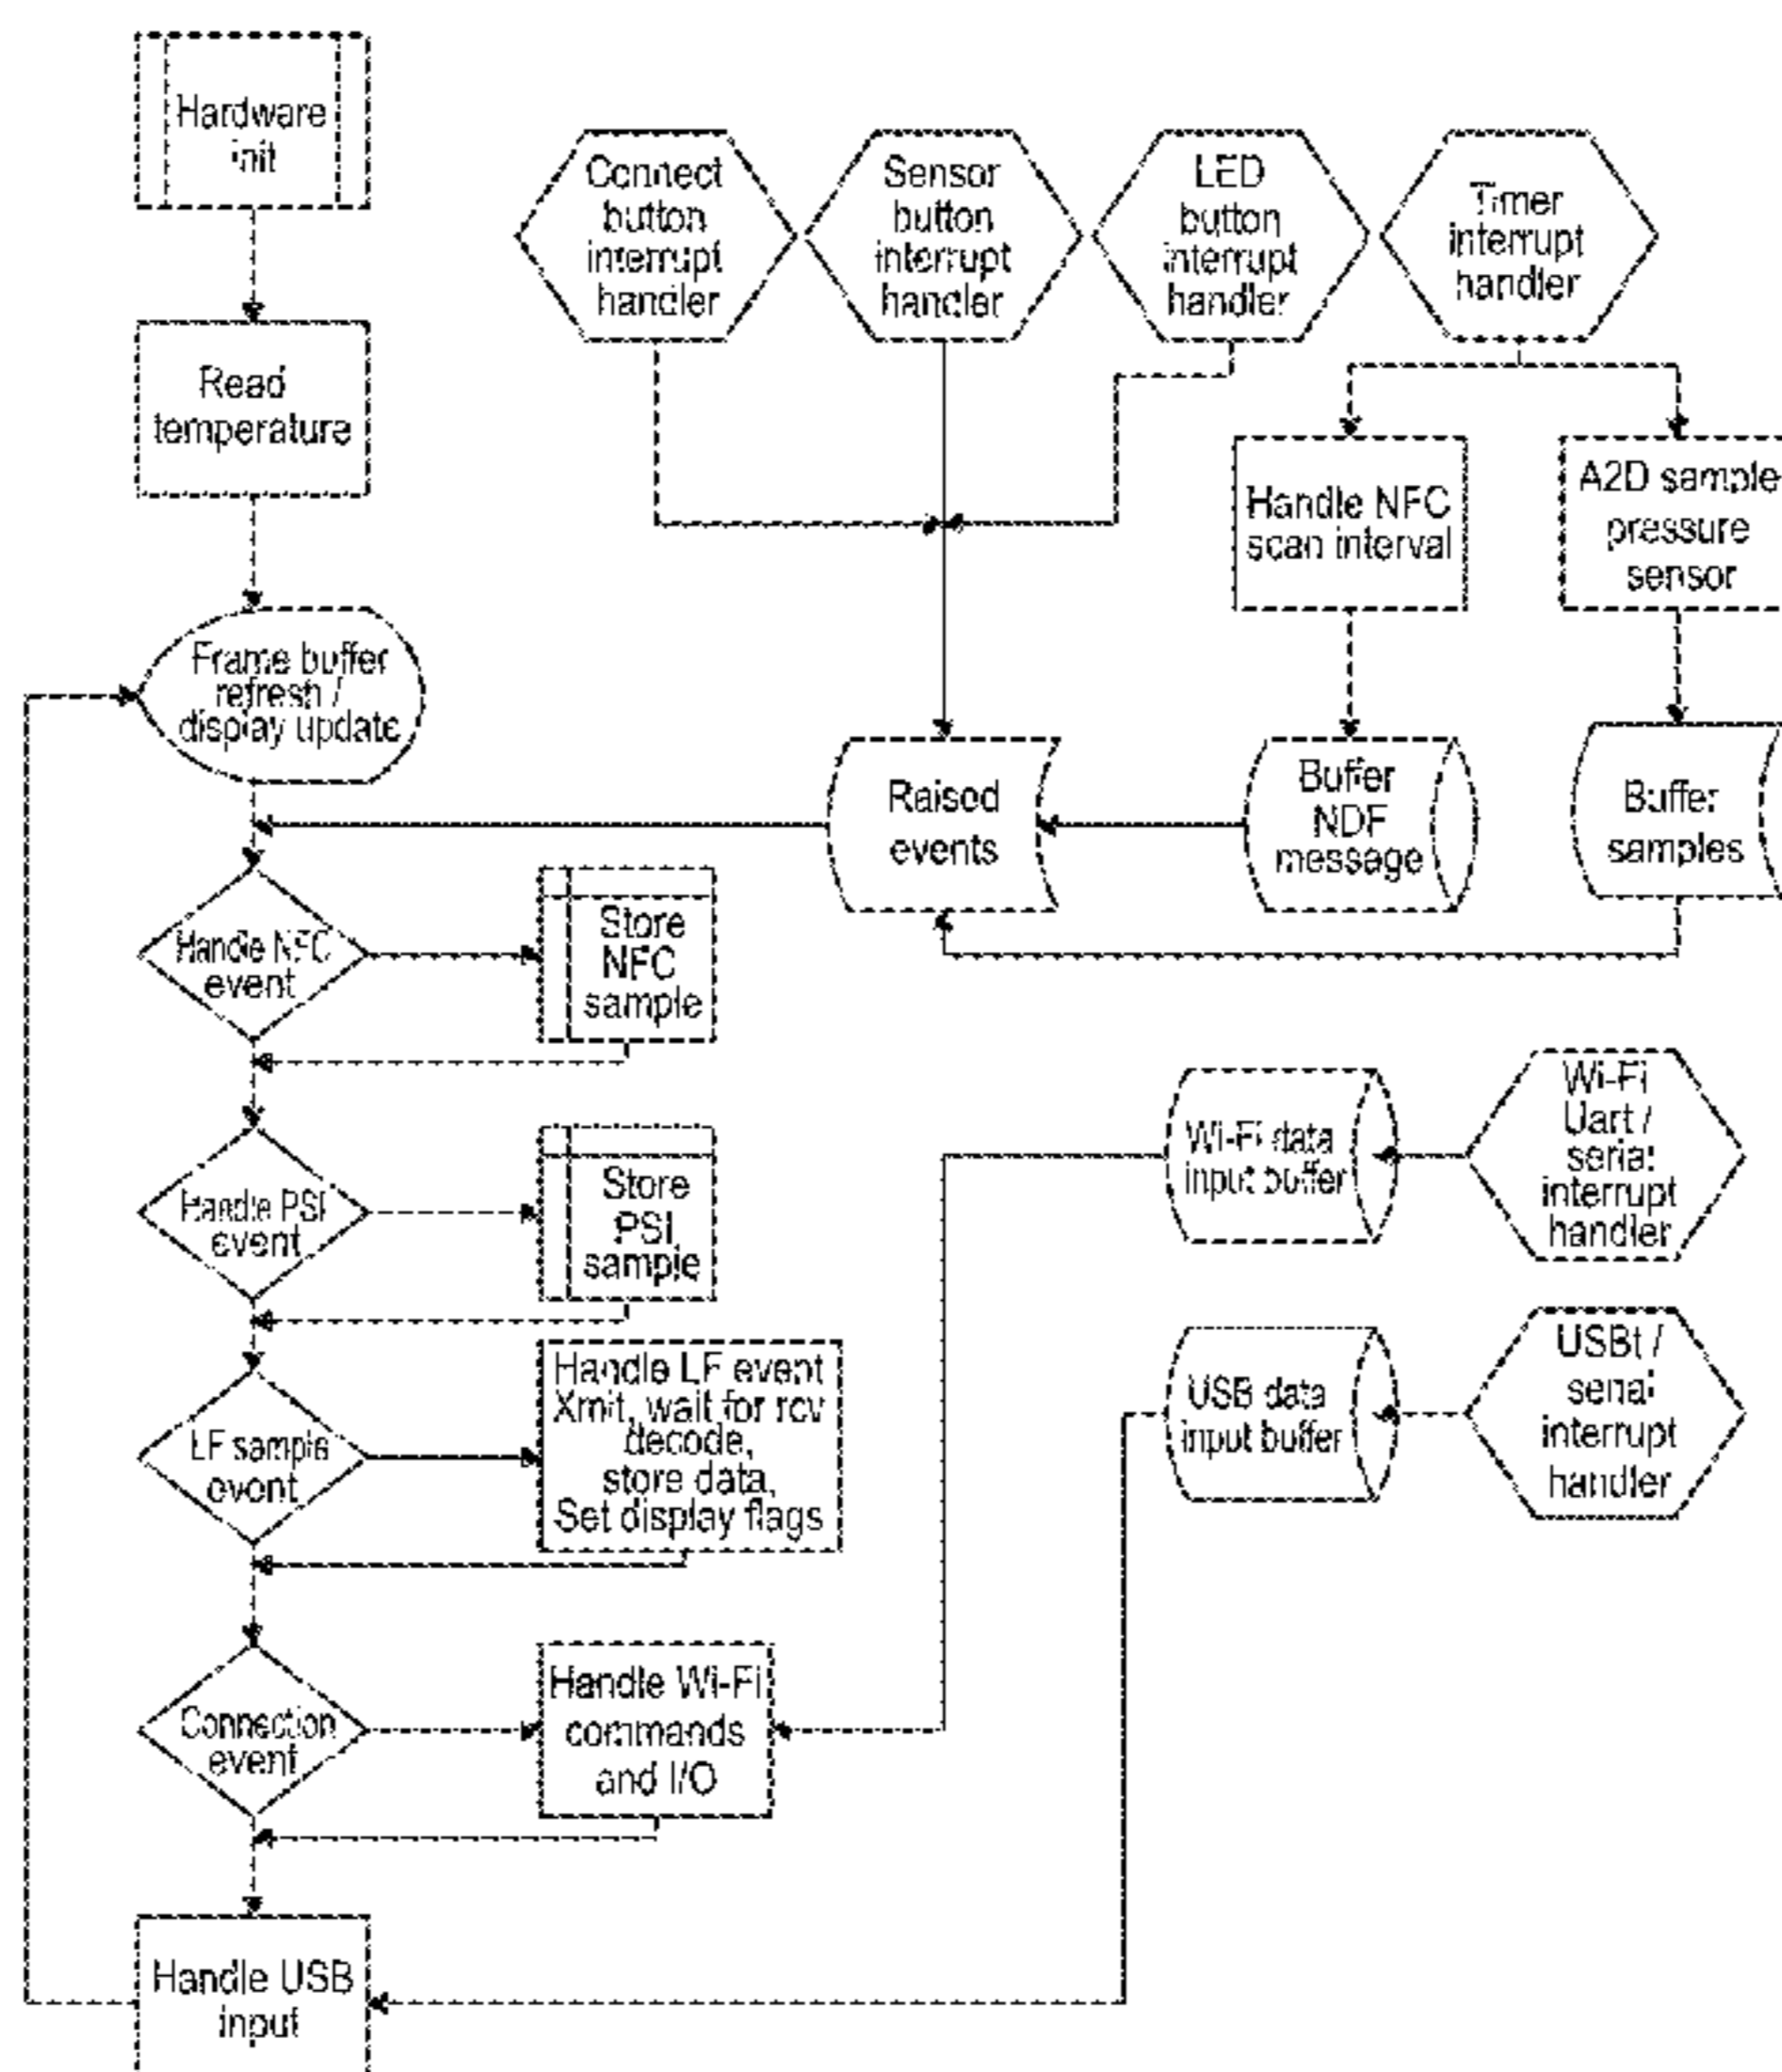 Hardware
init
Connect
button
interrupt
handler
Sensor
button
interrupt
handler
LED
button
interrupt
handler
Timer
interrupt
handler
Read
temperature
Handle NFC
scan interval
A2D sample
pressure
sensor
Frame buffer
refresh /
display update
Raised
events
Buffer
NDF
message
Buffer
samples
Handle NFC
event
Store
NFC
sample
Handle PSI
event
Store
PSI
sample
Wi-Fi data
input buffer
Wi-Fi
Uart /
serial
interrupt
handler
LF sample
event
Handle LF event
Xmit, wait for rcv
decode,
store data,
Set display flags
USB data
input buffer
USBt /
serial
interrupt
handler
Connection
event
Handle Wi-Fi
commands
and I/O
Handle USB
input